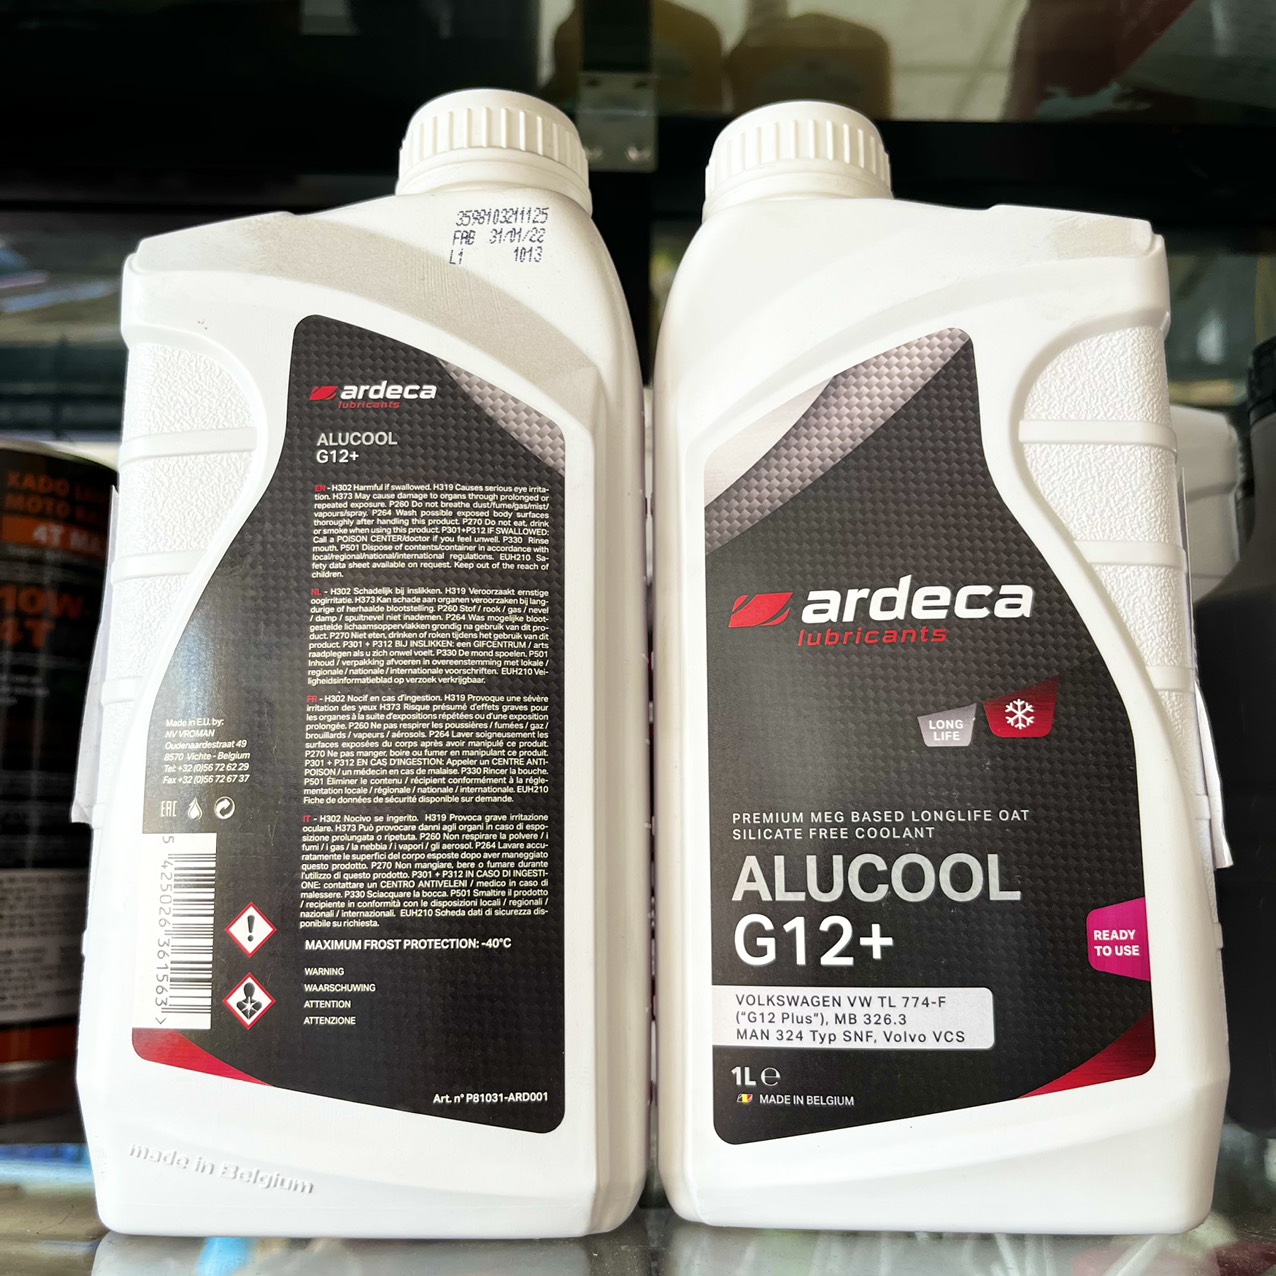 3598103211125
FAB 31/01/22
L1 1013
ardeca
lubricants
ALUCOOL
G12+
EN - H302 Harmful if swallowed. H319 Causes serious eye irrita-
tion. H373 May cause damage to organs through prolonged or
repeated exposure. P260 Do not breathe dust/fume/gas/mist/
vapours/spray. P264 Wash possible exposed body surfaces
thoroughly after handling this product. P270 Do not eat, drink
or smoke when using this product. P301+P312 IF SWALLOWED:
Call a POISON CENTER/doctor if you feel unwell. P330 Rinse
mouth. P501 Dispose of contents/container in accordance with
local/regional/national/international regulations. EUH210 Sa-
fety data sheet available on request. Keep out of the reach of
children.
NL - H302 Schadelijk bij inslikken. H319 Veroorzaakt ernstige
oogirritatie. H373 Kan schade aan organen veroorzaken bij lang-
durige of herhaalde blootstelling. P260 Stof / rook / gas / nevel
/ damp / spuitnevel niet inademen. P264 Was mogelijke bloot-
gestelde lichaamsoppervlakken grondig na gebruik van dit pro-
duct. P270 Niet eten, drinken of roken tijdens het gebruik van dit
product. P301 + P312 BIJ INSLIKKEN: een GIFCENTRUM / arts
raadplegen als u zich onwel voelt. P330 De mond spoelen. P501
Inhoud / verpakking afvoeren in overeenstemming met lokale /
regionale / nationale / internationale voorschriften. EUH210 Vei-
ligheidsinformatieblad op verzoek verkrijgbaar.
FR - H302 Nocif en cas d'ingestion. H319 Provoque une sévère
irritation des yeux H373 Risque présumé d'effets graves pour
les organes à la suite d'expositions répétées ou d'une exposition
prolongée. P260 Ne pas respirer les poussières / fumées / gaz /
brouillards / vapeurs / aérosols. P264 Laver soigneusement les
surfaces exposées du corps après avoir manipulé ce produit.
P270 Ne pas manger, boire ou fumer en manipulant ce produit.
P301 + P312 EN CAS D'INGESTION: Appeler un CENTRE ANTI-
POISON / un médecin en cas de malaise. P330 Rincer la bouche.
P501 Éliminer le contenu / récipient conformément à la régle-
mentation locale / régionale / nationale / internationale. EUH210
Fiche de données de sécurité disponible sur demande.
IT - H302 Nocivo se ingerito. H319 Provoca grave irritazione
oculare. H373 Può provocare danni agli organi in caso di espo-
sizione prolungata o ripetuta. P260 Non respirare la polvere / i
fumi / i gas / la nebbia / i vapori / gli aerosol. P264 Lavare accu-
ratamente le superfici del corpo esposte dopo aver maneggiato
questo prodotto. P270 Non mangiare, bere o fumare durante
l'utilizzo di questo prodotto. P301 + P312 IN CASO DI INGESTI-
ONE: contattare un CENTRO ANTIVELENI / medico in caso di
malessere. P330 Sciacquare la bocca. P501 Smaltire il prodotto
/ recipiente in conformità con le disposizioni locali / regionali /
nazionali / internazionali. EUH210 Scheda dati di sicurezza dis-
ponibile su richiesta.
MAXIMUM FROST PROTECTION: -40°C
WARNING
WAARSCHUWING
ATTENTION
ATTENZIONE
Art. n° P81031-ARD001
Made in E.U. by:
NV VROMAN
Oudenaardestraat 49
8570 Vichte - Belgium
Tel: +32 (0)56 72 62 29
Fax +32 (0)56 72 67 37
EAC
5 425026 361563 >
made in Belgium
ardeca
lubricants
LONG
LIFE
PREMIUM MEG BASED LONGLIFE OAT
SILICATE FREE COOLANT
ALUCOOL
G12+
READY
TO USE
VOLKSWAGEN VW TL 774-F
("G12 Plus"), MB 326.3
MAN 324 Typ SNF, Volvo VCS
1L ℮
MADE IN BELGIUM
KADO
MOTO
4T
10W
4T